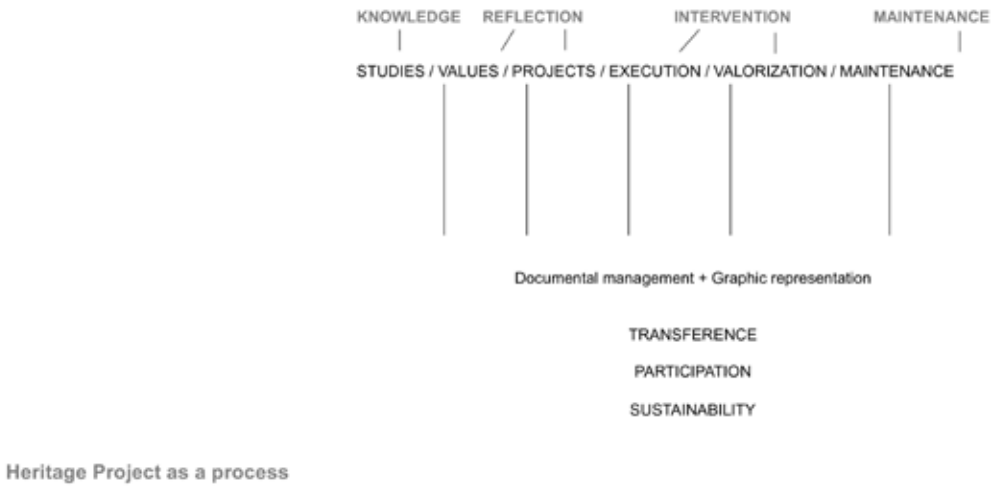 KNOWLEDGE REFLECTION INTERVENTION MAINTENANCE
STUDIES / VALUES / PROJECTS / EXECUTION / VALORIZATION / MAINTENANCE
Documental management + Graphic representation
TRANSFERENCE
PARTICIPATION
SUSTAINABILITY
Heritage Project as a process